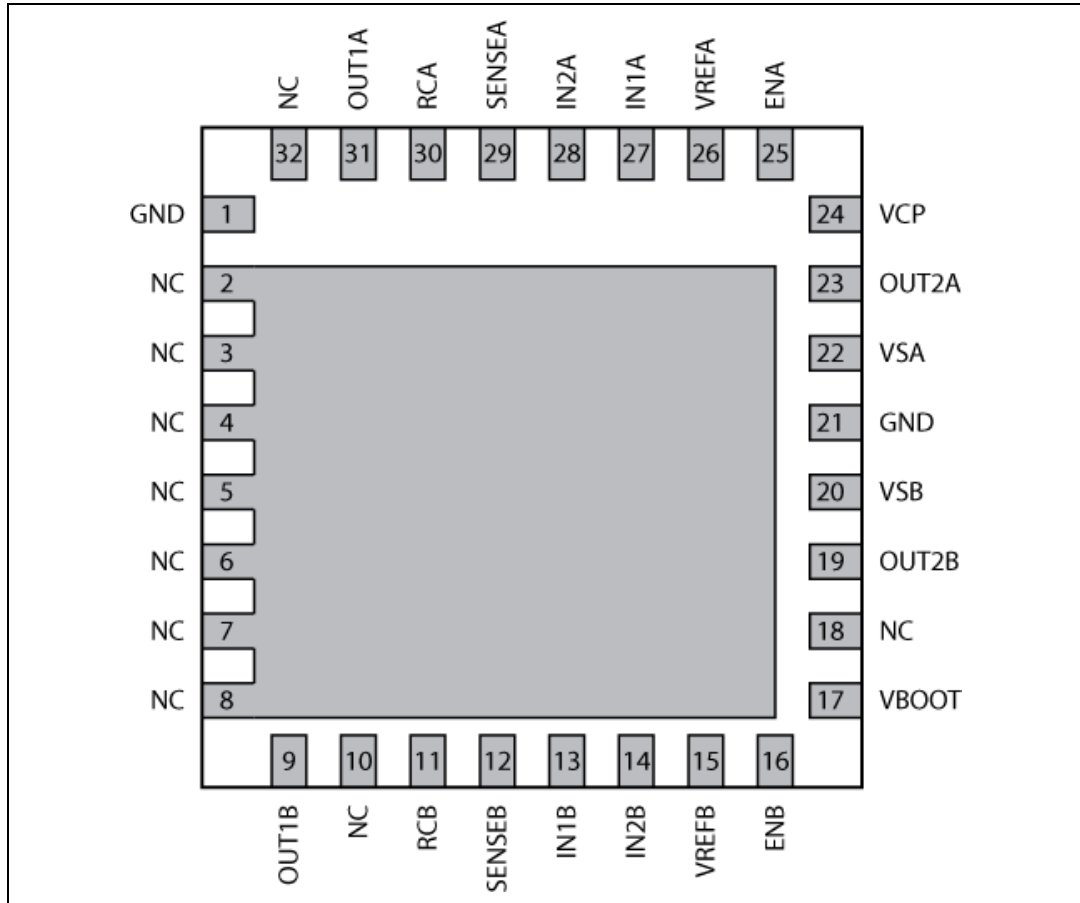 NC OUT1A RCA SENSEA IN2A IN1A VREFA ENA
32 31 30 29 28 27 26 25
GND 1 24 VCP
NC 2 23 OUT2A
NC 3 22 VSA
NC 4 21 GND
NC 5 20 VSB
NC 6 19 OUT2B
NC 7 18 NC
NC 8 17 VBOOT
9 10 11 12 13 14 15 16
OUT1B NC RCB SENSEB IN1B IN2B VREFB ENB